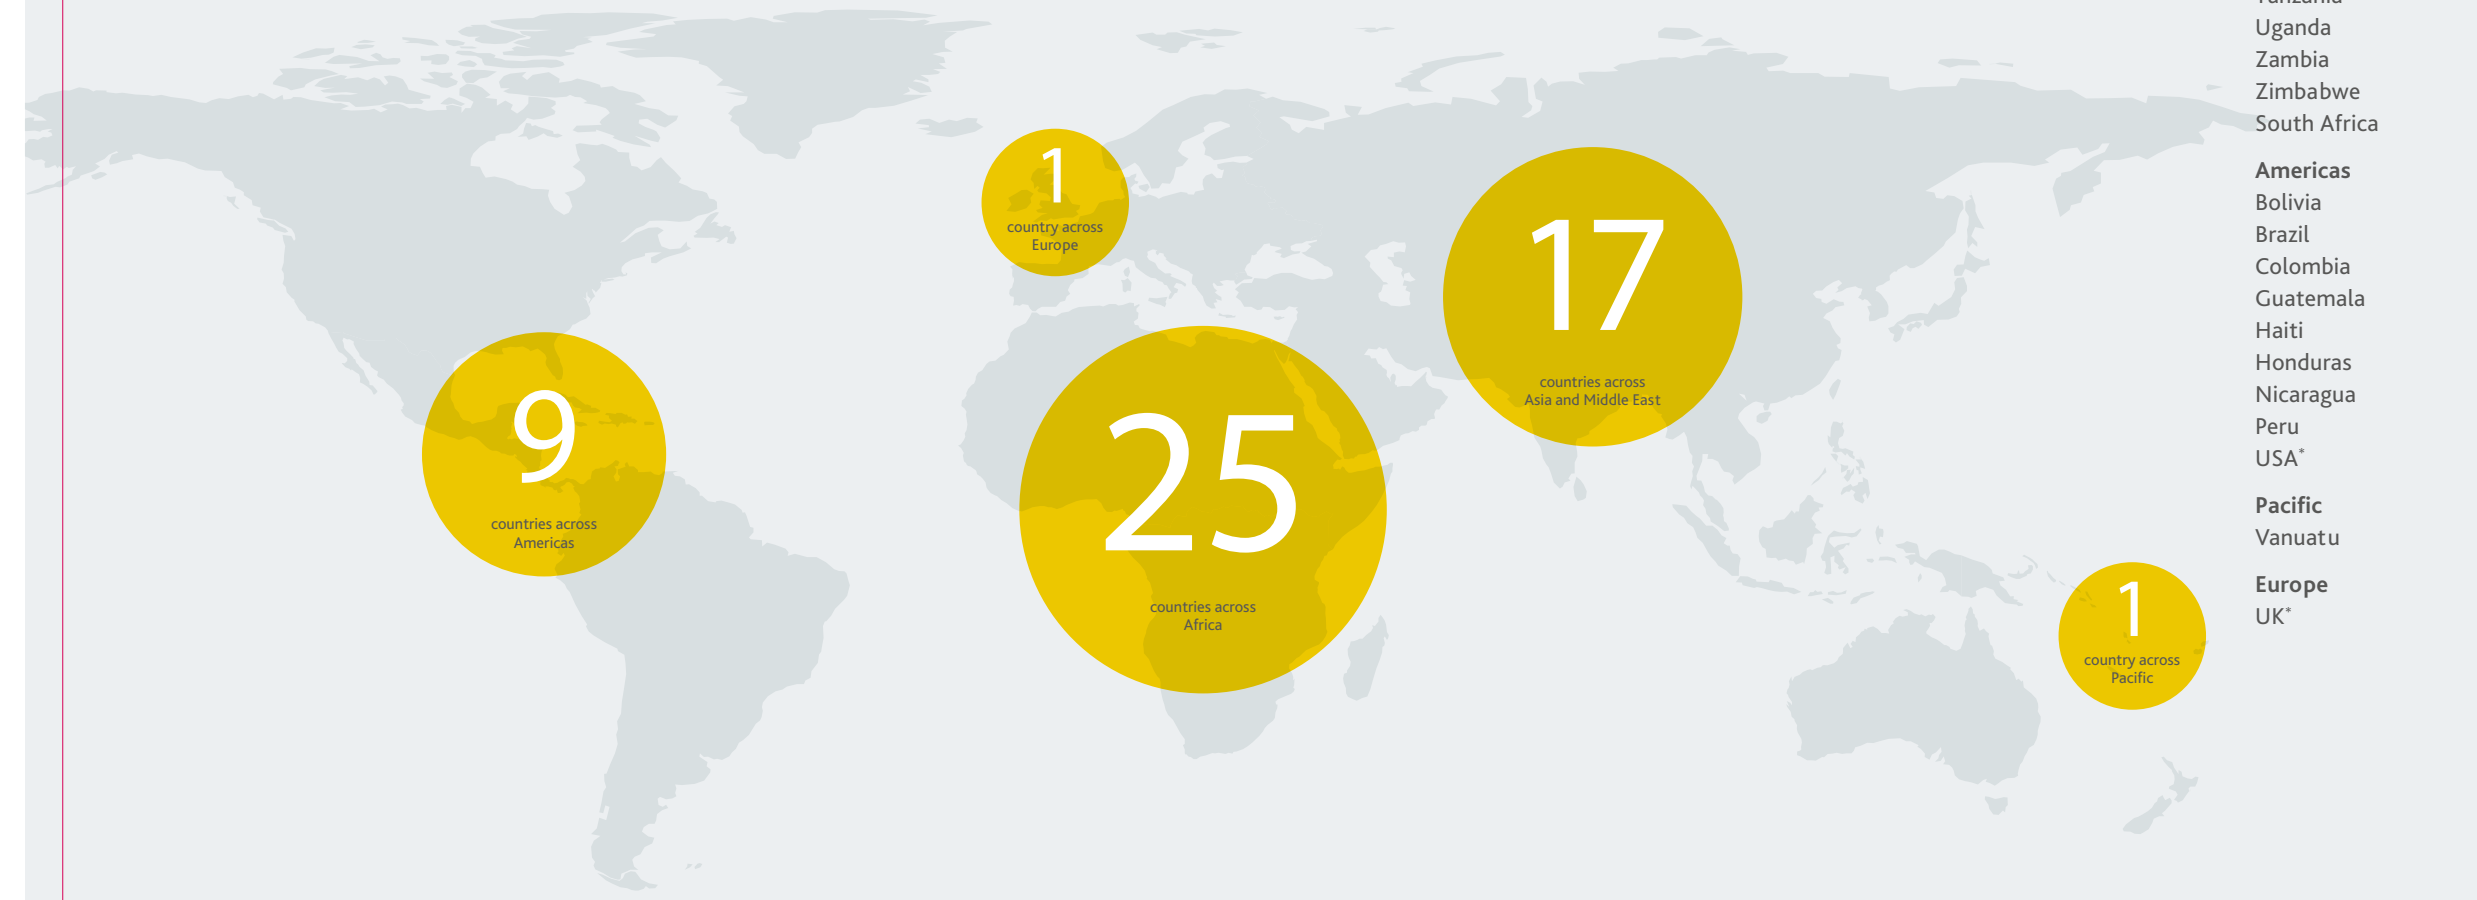 1
country across
Europe
17
countries across
Asia and Middle East
9
countries across
Americas
25
countries across
Africa
1
country across
Pacific
Uganda
Zambia
Zimbabwe
South Africa
Americas
Bolivia
Brazil
Colombia
Guatemala
Haiti
Honduras
Nicaragua
Peru
USA*
Pacific
Vanuatu
Europe
UK*